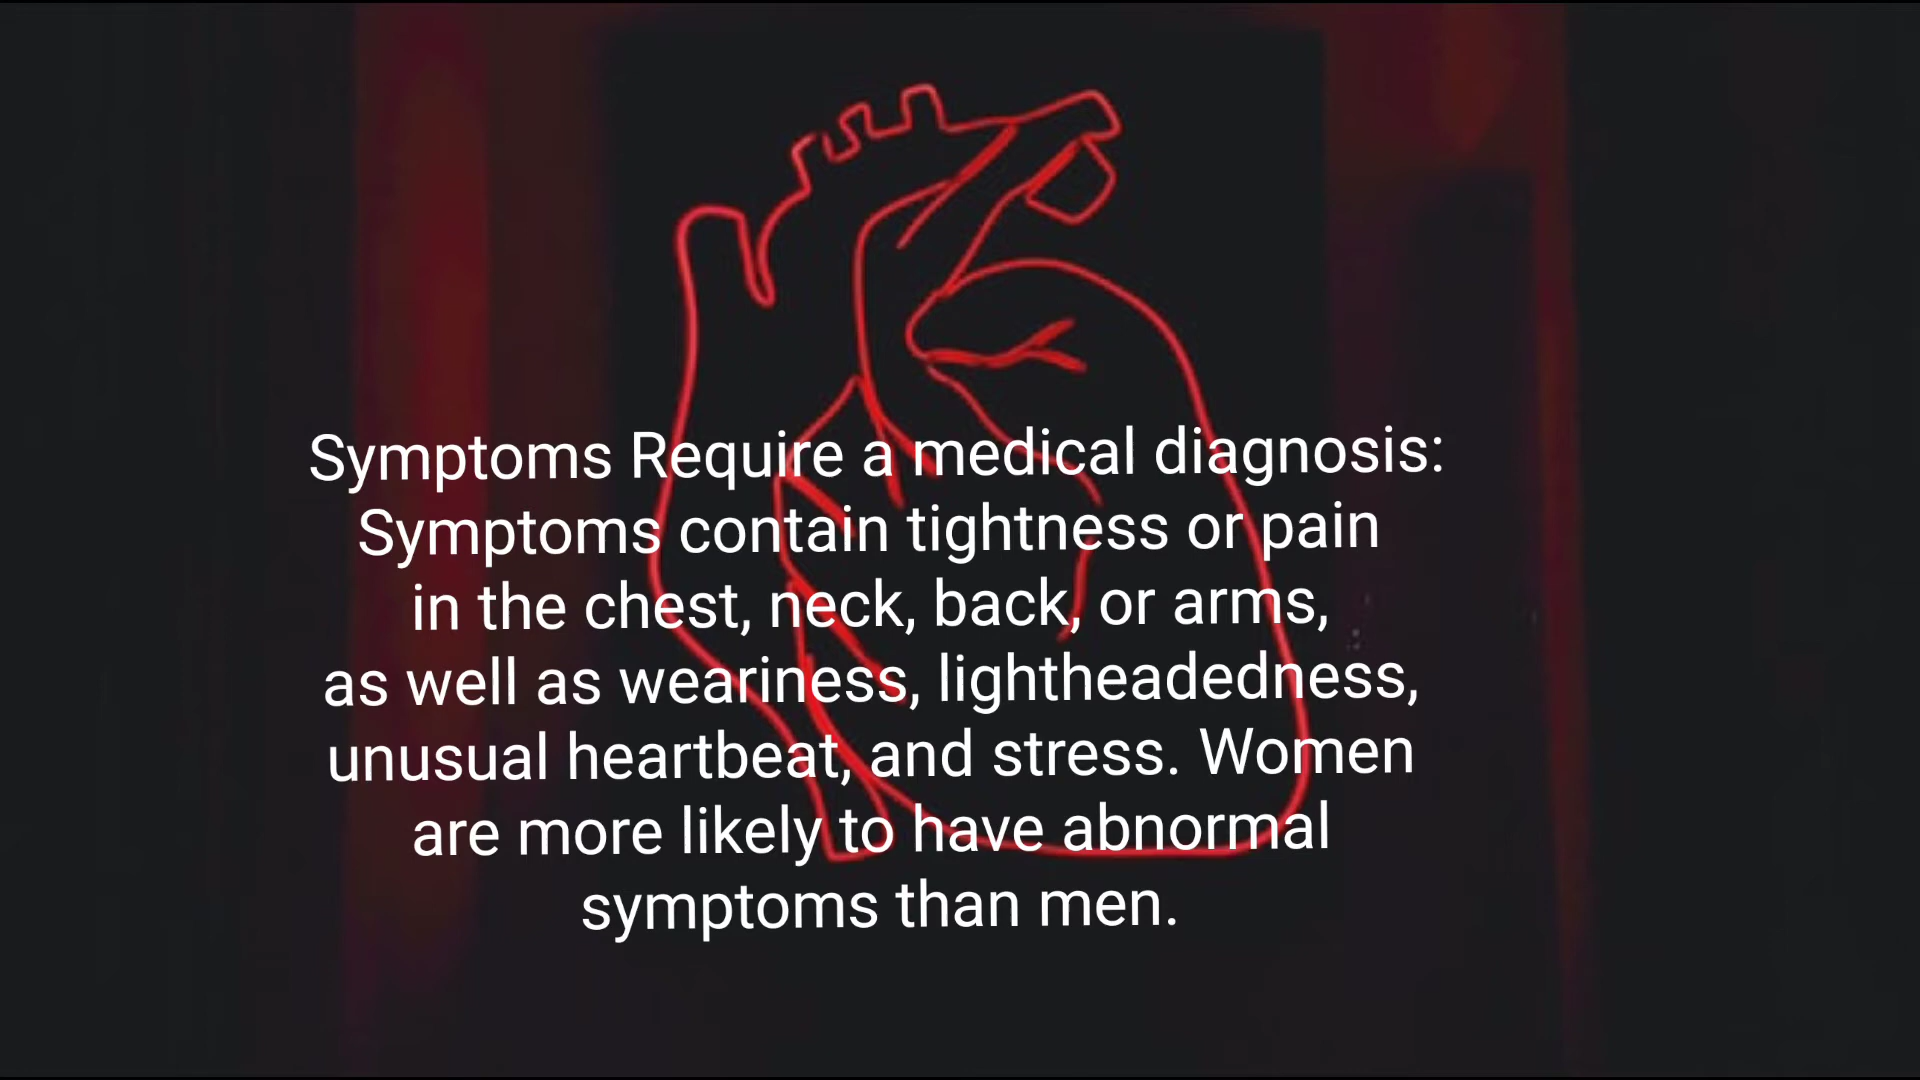 Symptoms Require a medical diagnosis:
Symptoms contain tightness or pain
in the chest, neck, back, or arms,
as well as weariness, lightheadedness,
unusual heartbeat, and stress. Women
are more likely to have abnormal
symptoms than men.